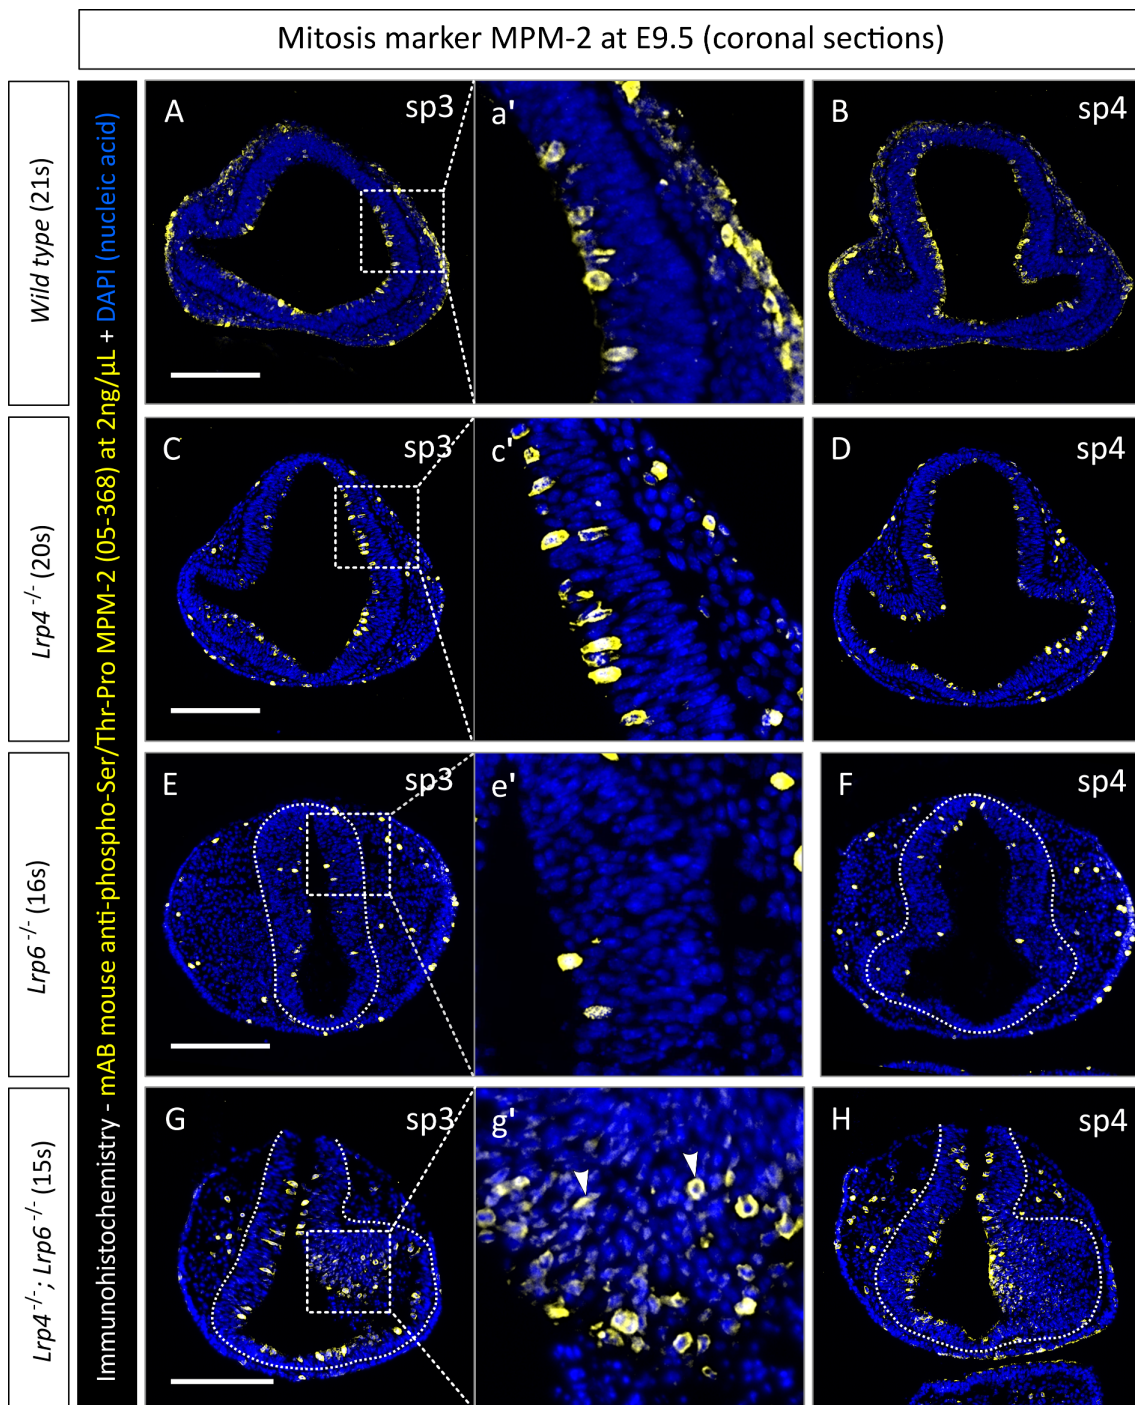 Mitosis marker MPM-2 at E9.5 (coronal sections)
Immunohistochemistry - mAB mouse anti-phospho-Ser/Thr-Pro MPM-2 (05-368) at 2ng/µL + DAPI (nucleic acid)
Wild type (21s)
A
sp3
a'
B
sp4
Lrp4 -/- (20s)
C
sp3
c'
D
sp4
Lrp6 -/- (16s)
E
sp3
e'
F
sp4
Lrp4 -/-; Lrp6 -/- (15s)
G
sp3
g'
H
sp4